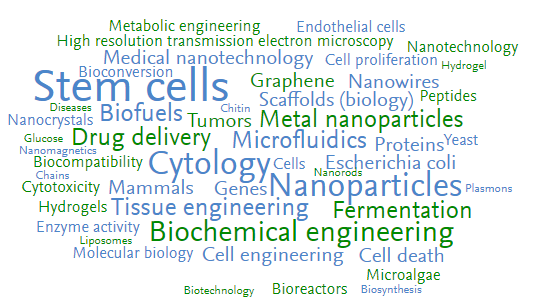 Metabolic engineering Endothelial cells
High resolution transmission electron microscopy Nanotechnology
Medical nanotechnology Cell proliferation Hydrogel
Bioconversion
Stem cells Graphene Nanowires
Scaffolds (biology) Peptides
Diseases Biofuels Chitin
Nanocrystals Tumors Metal nanoparticles
Glucose Drug delivery Microfluidics Proteins Yeast
Nanomagnetics
Biocompatibility Cytology Cells Escherichia coli
Chains Nanorods
Cytotoxicity Mammals Genes Nanoparticles Plasmons
Hydrogels Tissue engineering Fermentation
Enzyme activity Biochemical engineering
Liposomes
Molecular biology Cell engineering Cell death
Microalgae
Biotechnology Bioreactors Biosynthesis